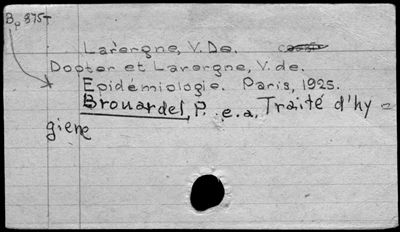 Bp 375
Lavergne, V. De.
Dopter et Lavergne, V. de.
Epidémiologie. Paris, 1925.
Brouardel, P. e.a. Traité d'hy =
giene